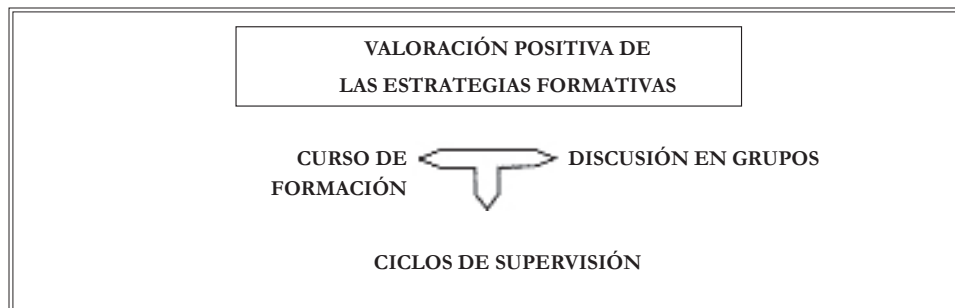 VALORACIÓN POSITIVA DE
LAS ESTRATEGIAS FORMATIVAS
CURSO DE
FORMACIÓN
DISCUSIÓN EN GRUPOS
CICLOS DE SUPERVISIÓN